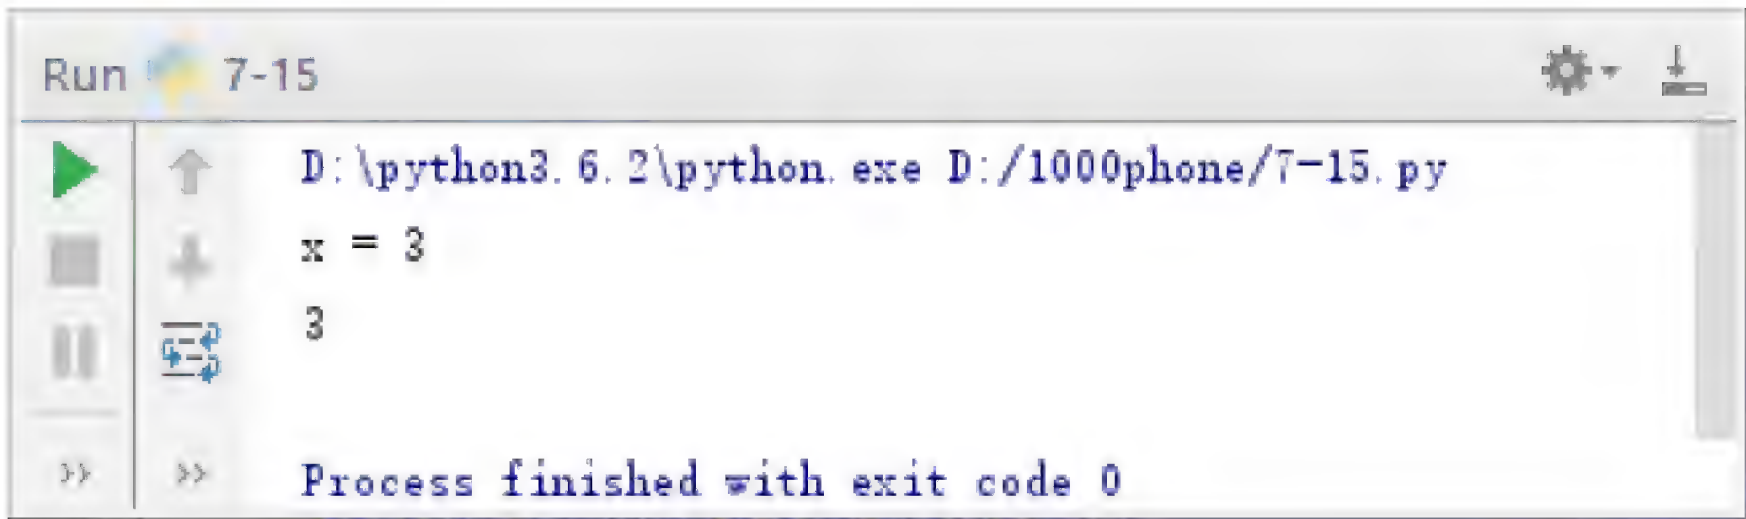 Run 7-15
D:\python3.6.2\python.exe D:/1000phone/7-15.py
x = 3
3
Process finished with exit code 0